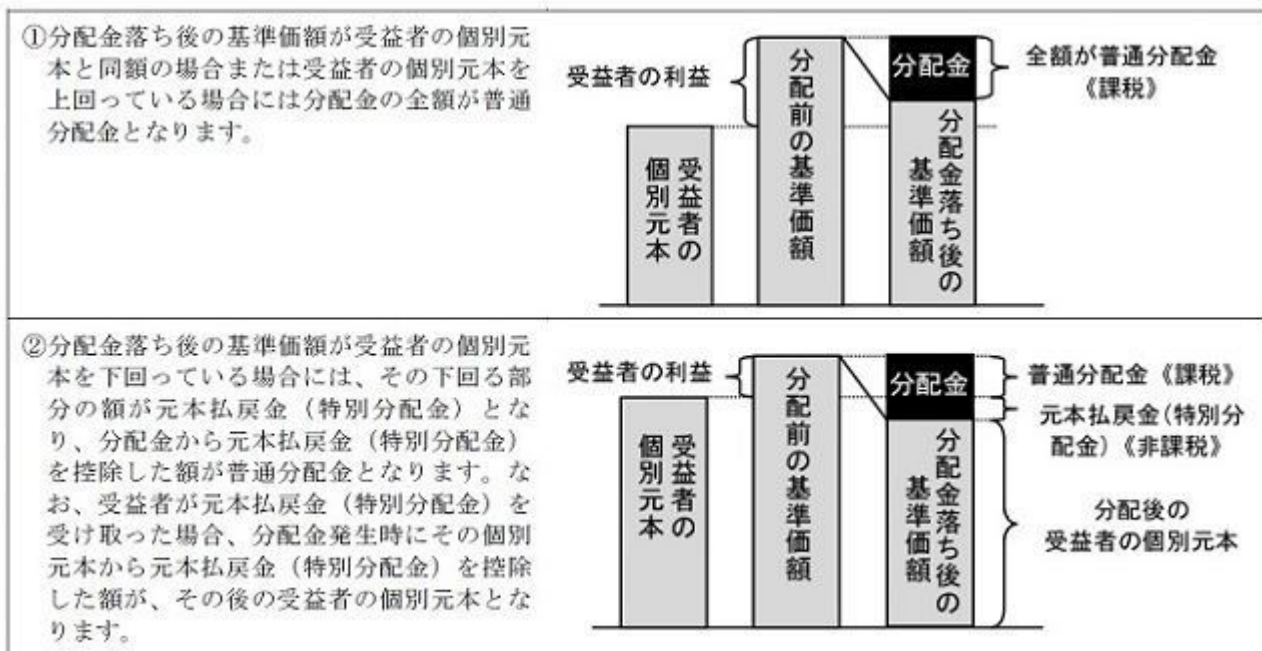 ①分配金落ち後の基準価額が受益者の個別元
本と同額の場合または受益者の個別元本を
上回っている場合には分配金の全額が普通
分配金となります。
受益者の利益
受益者の
個別元本
分配前の基準価額
分配金
分配金落ち後の
基準価額
全額が普通分配金
《課税》
②分配金落ち後の基準価額が受益者の個別元
本を下回っている場合には、その下回る部
分の額が元本払戻金（特別分配金）とな
り、分配金から元本払戻金（特別分配金）
を控除した額が普通分配金となります。な
お、受益者が元本払戻金（特別分配金）を
受け取った場合、分配金発生時にその個別
元本から元本払戻金（特別分配金）を控除
した額が、その後の受益者の個別元本とな
ります。
受益者の利益
受益者の
個別元本
分配前の基準価額
分配金
分配金落ち後の
基準価額
普通分配金《課税》
元本払戻金(特別分
配金)《非課税》
分配後の
受益者の個別元本